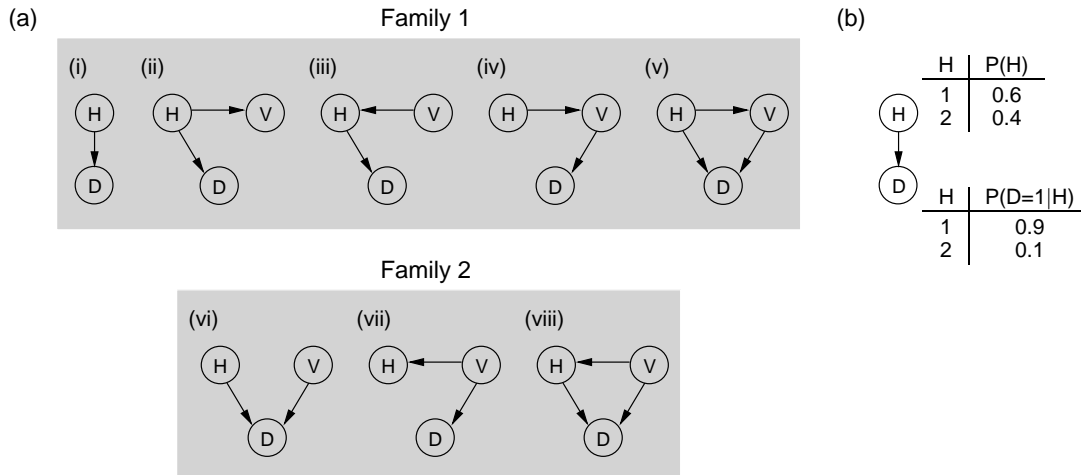 (a)
Family 1
(b)
(i) (ii) (iii) (iv) (v)
H H V H V H V H V
D D D D D
H P(H)
1 0.6
2 0.4
H
D
H P(D=1|H)
1 0.9
2 0.1
Family 2
(vi) (vii) (viii)
H V H V H V
D D D